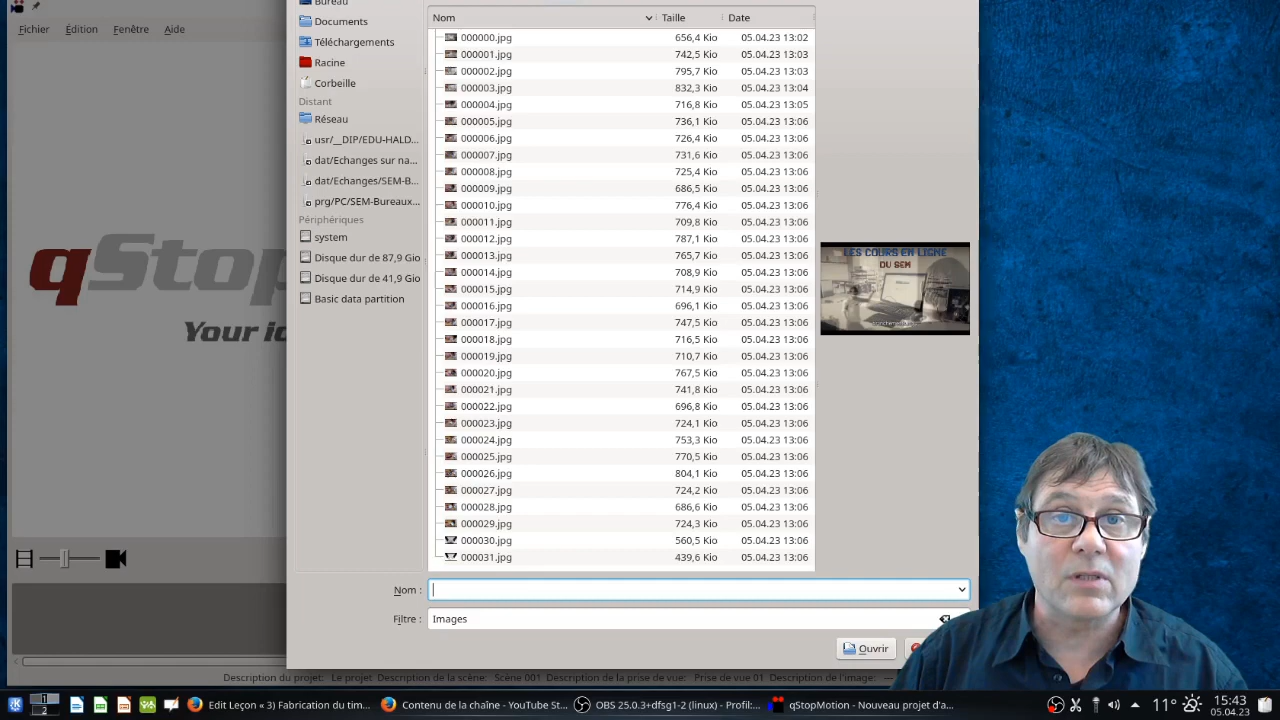 Fichier Édition Fenêtre Aide
Bureau
Documents
Téléchargements
Racine
Corbeille
Distant
Réseau
usr/__DIP/EDU-HALD...
dat/Echanges sur na...
dat/Echanges/SEM-B...
prg/PC/SEM-Bureaux...
Périphériques
system
Disque dur de 87,9 Gio
Disque dur de 41,9 Gio
Basic data partition
Nom Taille Date
000000.jpg 656,4 Kio 05.04.23 13:02
000001.jpg 742,5 Kio 05.04.23 13:03
000002.jpg 795,7 Kio 05.04.23 13:03
000003.jpg 832,3 Kio 05.04.23 13:04
000004.jpg 716,8 Kio 05.04.23 13:05
000005.jpg 736,1 Kio 05.04.23 13:06
000006.jpg 726,4 Kio 05.04.23 13:06
000007.jpg 731,6 Kio 05.04.23 13:06
000008.jpg 725,4 Kio 05.04.23 13:06
000009.jpg 686,5 Kio 05.04.23 13:06
000010.jpg 776,4 Kio 05.04.23 13:06
000011.jpg 709,8 Kio 05.04.23 13:06
000012.jpg 787,1 Kio 05.04.23 13:06
000013.jpg 765,7 Kio 05.04.23 13:06
000014.jpg 708,9 Kio 05.04.23 13:06
000015.jpg 714,9 Kio 05.04.23 13:06
000016.jpg 696,1 Kio 05.04.23 13:06
000017.jpg 747,5 Kio 05.04.23 13:06
000018.jpg 716,5 Kio 05.04.23 13:06
000019.jpg 710,7 Kio 05.04.23 13:06
000020.jpg 767,5 Kio 05.04.23 13:06
000021.jpg 741,8 Kio 05.04.23 13:06
000022.jpg 696,8 Kio 05.04.23 13:06
000023.jpg 724,1 Kio 05.04.23 13:06
000024.jpg 753,3 Kio 05.04.23 13:06
000025.jpg 770,5 Kio 05.04.23 13:06
000026.jpg 804,1 Kio 05.04.23 13:06
000027.jpg 724,2 Kio 05.04.23 13:06
000028.jpg 686,6 Kio 05.04.23 13:06
000029.jpg 724,3 Kio 05.04.23 13:06
000030.jpg 560,5 Kio 05.04.23 13:06
000031.jpg 439,6 Kio 05.04.23 13:06
LES COURS EN LIGNE
DU SEM
qStop
Your
Nom :
Filtre : Images
Ouvrir
Description du projet: Le projet Description de la scène: Scène 001 Description de la prise de vue: Prise de vue 01 Description de l'image: ---
1
2
Edit Leçon « 3) Fabrication du tim...
Contenu de la chaîne - YouTube St...
OBS 25.0.3+dfsg1-2 (linux) - Profil:...
qStopMotion - Nouveau projet d'a...
11° 15:43
05.04.23